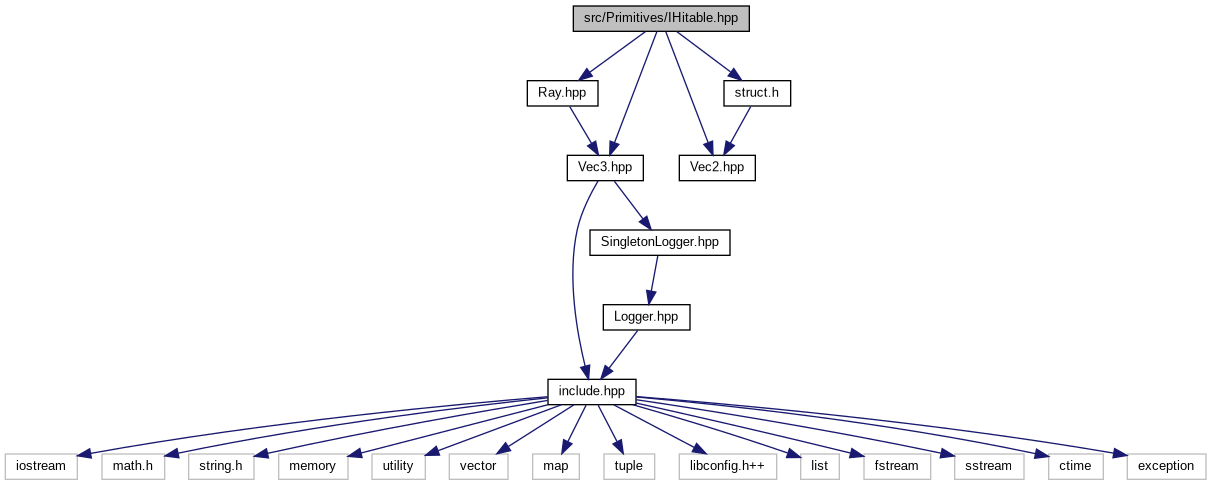 src/Primitives/IHitable.hpp
Ray.hpp
struct.h
Vec3.hpp
Vec2.hpp
SingletonLogger.hpp
Logger.hpp
include.hpp
iostream
math.h
string.h
memory
utility
vector
map
tuple
libconfig.h++
list
fstream
sstream
ctime
exception